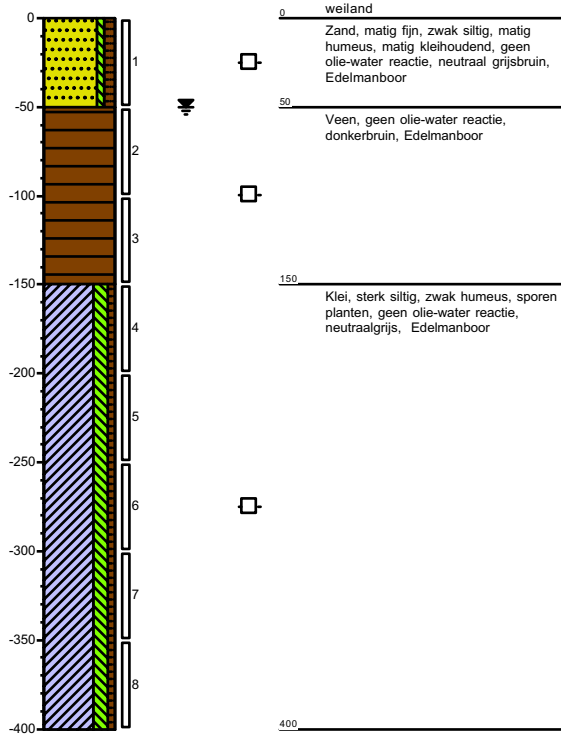 weiland
0
0
Zand, matig fijn, zwak siltig, matig
humeus, matig kleihoudend, geen
olie-water reactie, neutraal grijsbruin,
Edelmanboor
1
-50
50
Veen, geen olie-water reactie,
donkerbruin, Edelmanboor
2
-100
3
-150
150
Klei, sterk siltig, zwak humeus, sporen
planten, geen olie-water reactie,
neutraalgrijs, Edelmanboor
4
-200
5
-250
6
-300
7
-350
8
-400
400